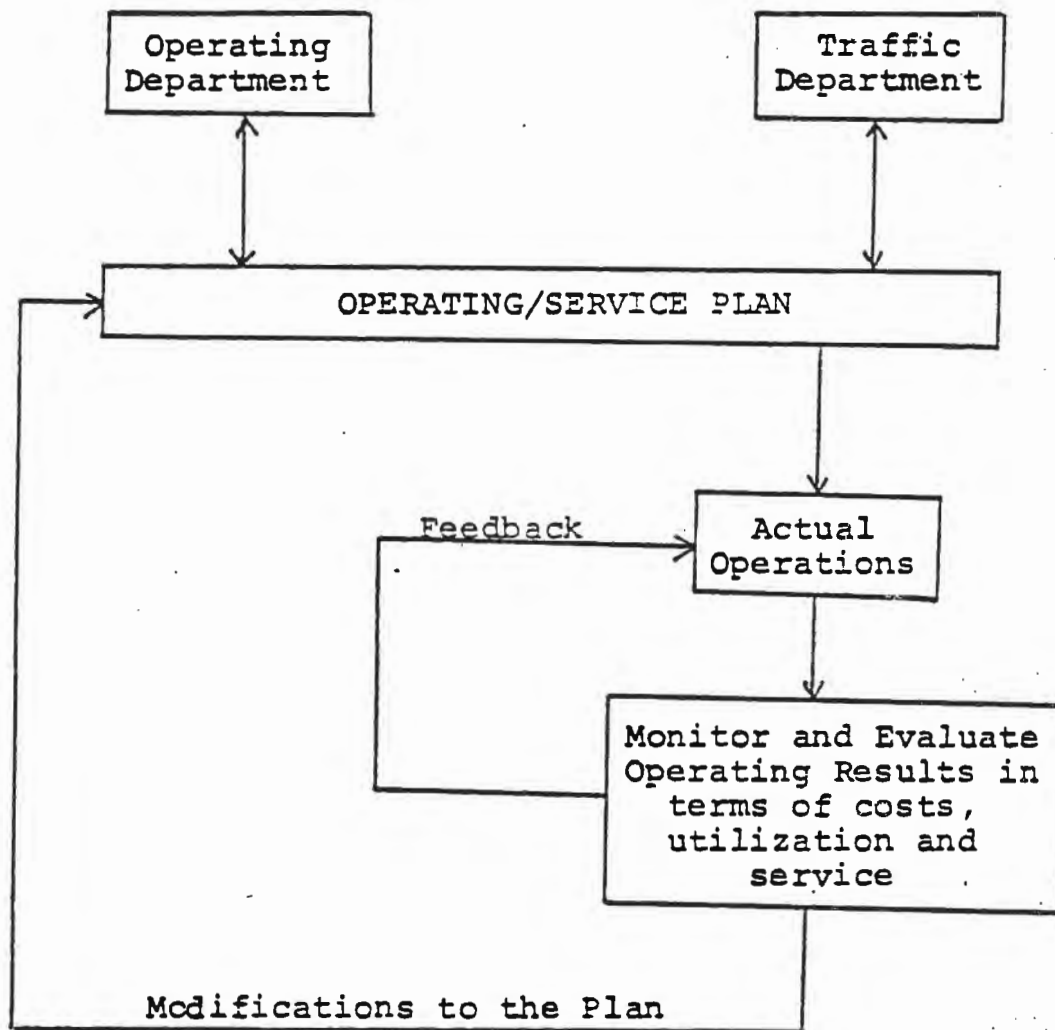 Operating
Department
Traffic
Department
OPERATING/SERVICE PLAN
Feedback
Actual
Operations
Monitor and Evaluate
Operating Results in
terms of costs,
utilization and
service
Modifications to the Plan